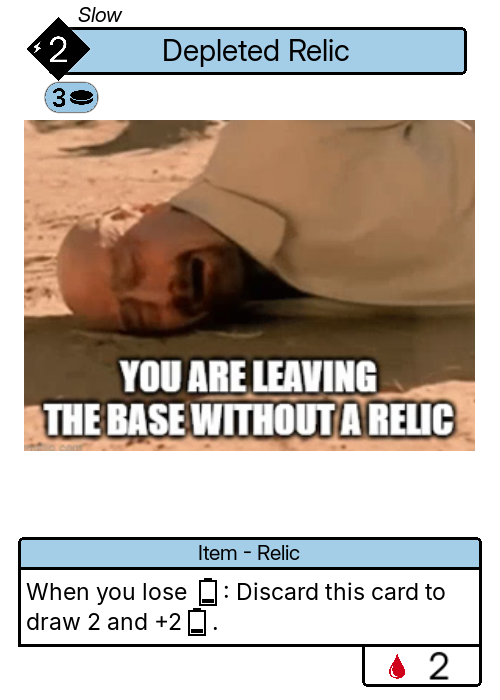 Slow
2
Depleted Relic
3
YOU ARE LEAVING
THE BASE WITHOUT A RELIC
Item - Relic
When you lose : Discard this card to
draw 2 and +2 .
2